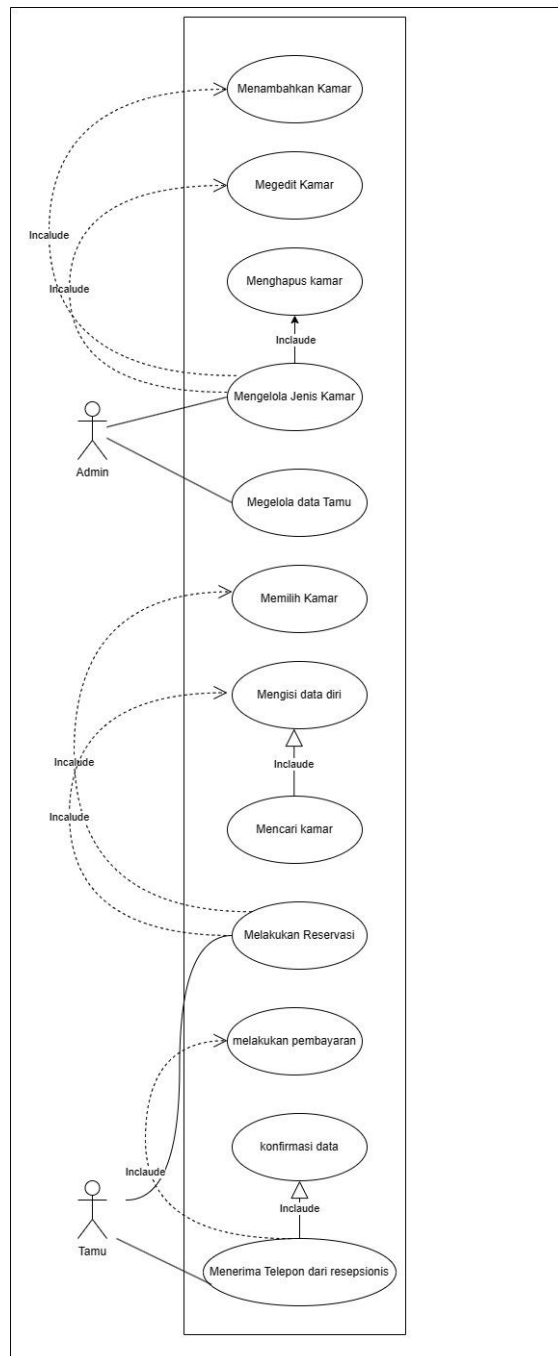 Menambahkan Kamar
Megedit Kamar
Incalude
Menghapus kamar
Incalude
Inclaude
Mengelola Jenis Kamar
Admin
Megelola data Tamu
Memilih Kamar
Mengisi data diri
Incalude
Inclaude
Incalude
Mencari kamar
Melakukan Reservasi
melakukan pembayaran
konfirmasi data
Inclaude
Inclaude
Tamu
Menerima Telepon dari resepsionis